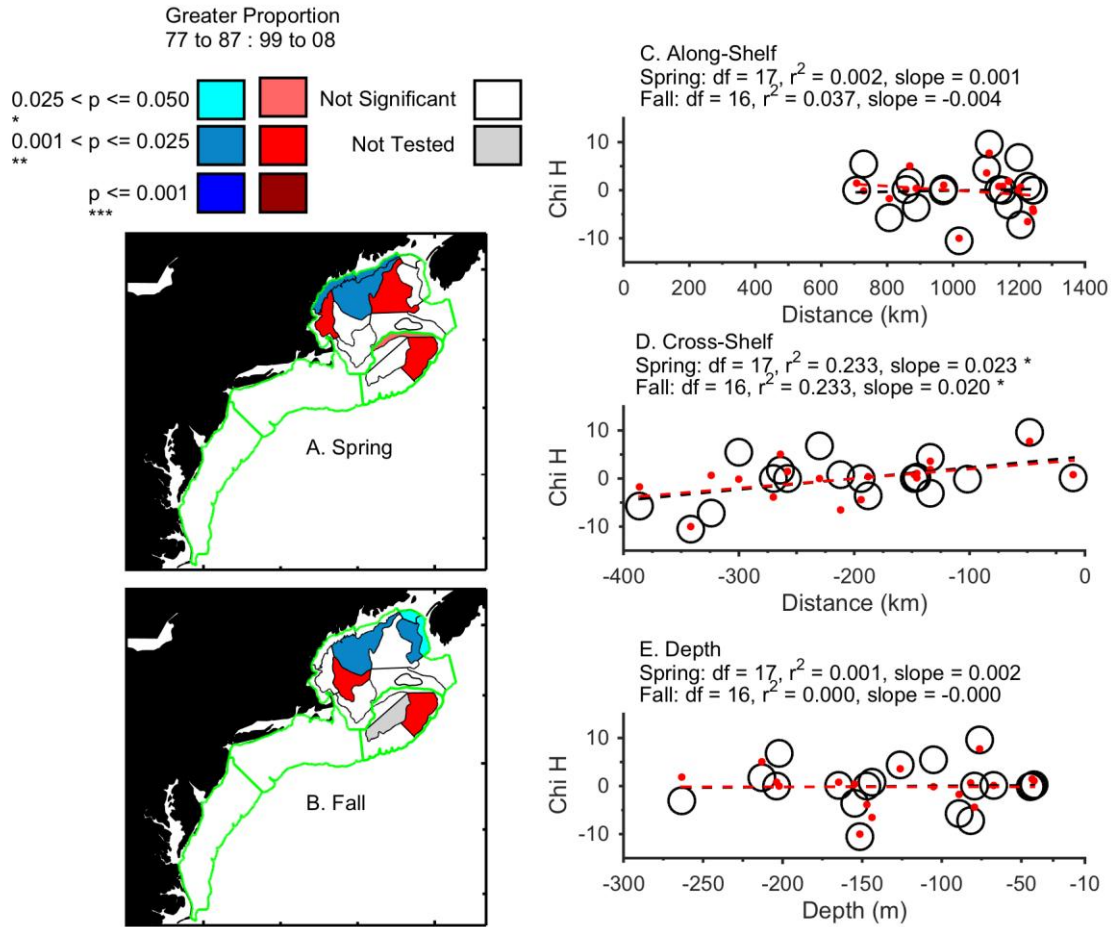 Greater Proportion
77 to 87 : 99 to 08
0.025 < p <= 0.050
*
0.001 < p <= 0.025
**
p <= 0.001
***
Not Significant
Not Tested
A. Spring
B. Fall
C. Along-Shelf
Spring: df = 17, r² = 0.002, slope = 0.001
Fall: df = 16, r² = 0.037, slope = -0.004
Chi H
10
0
-10
0 200 400 600 800 1000 1200 1400
Distance (km)
D. Cross-Shelf
Spring: df = 17, r² = 0.233, slope = 0.023 *
Fall: df = 16, r² = 0.233, slope = 0.020 *
Chi H
10
0
-10
-400 -300 -200 -100 0
Distance (km)
E. Depth
Spring: df = 17, r² = 0.001, slope = 0.002
Fall: df = 16, r² = 0.000, slope = -0.000
Chi H
10
0
-10
-300 -250 -200 -150 -100 -50 -10
Depth (m)